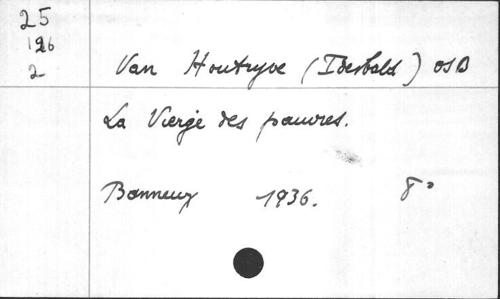 25
126
2
Van Houtryve (Idesbald) OSB
La Vierge des pauvres.
Banneux 1936. 8°